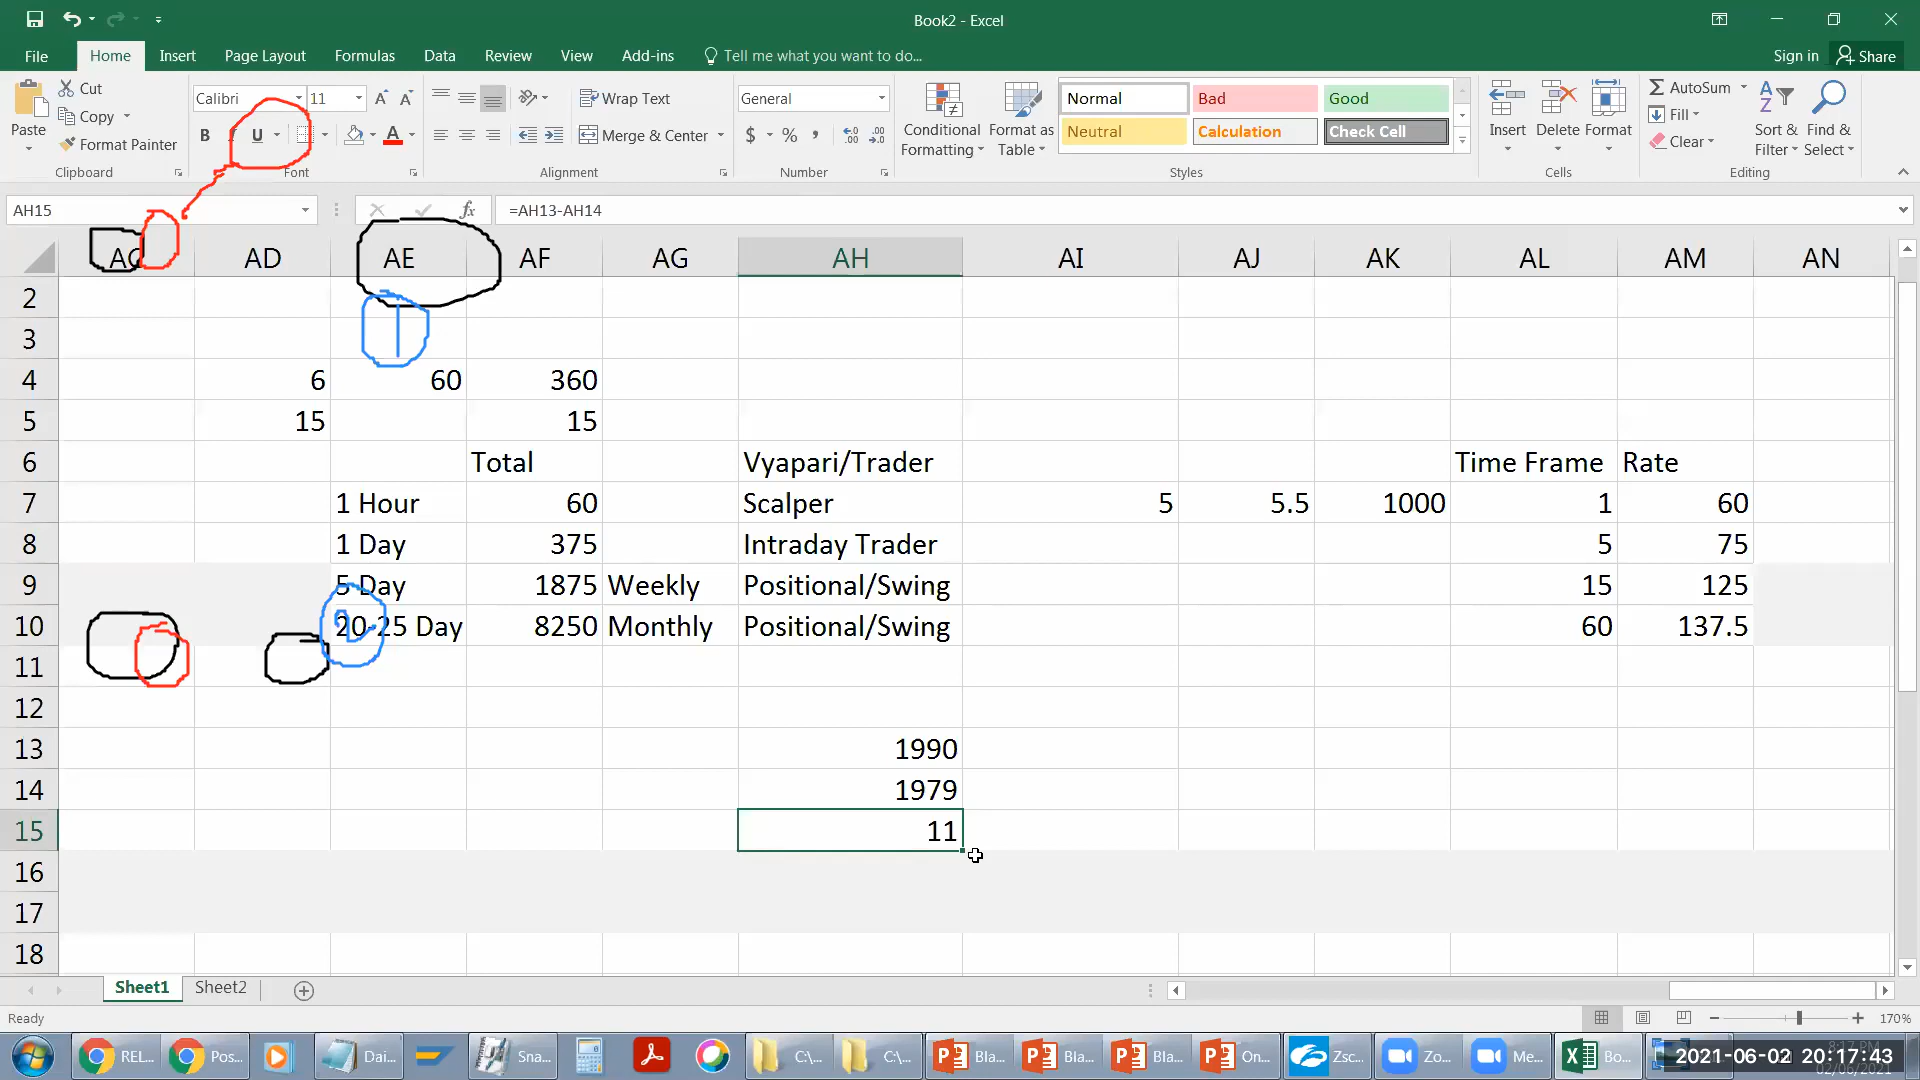 Book2 - Excel
File Home Insert Page Layout Formulas Data Review View Add-ins Tell me what you want to do... Sign in Share
Paste Cut Copy Format Painter Clipboard
Calibri 11 B U A Font
Wrap Text Merge & Center Alignment
General $ % , Number
Conditional Formatting Format as Table
Normal Bad Good
Neutral Calculation Check Cell
Styles
Insert Delete Format Cells
AutoSum Fill Clear Sort & Filter Find & Select Editing
AH15 fx =AH13-AH14
AD AE AF AG AH AI AJ AK AL AM AN
2
3
4 6 60 360
5 15 15
6 Total Vyapari/Trader Time Frame Rate
7 1 Hour 60 Scalper 5 5.5 1000 1 60
8 1 Day 375 Intraday Trader 5 75
9 5 Day 1875 Weekly Positional/Swing 15 125
10 20-25 Day 8250 Monthly Positional/Swing 60 137.5
11
12
13 1990
14 1979
15 11
16
17
18
Sheet1 Sheet2
Ready 170%
REL... Pos... Dai... Sna... C:\... C:\... Bla... Bla... Bla... On... Zsc... Zo... Me... Bo... 2021-06-02 20:17:43